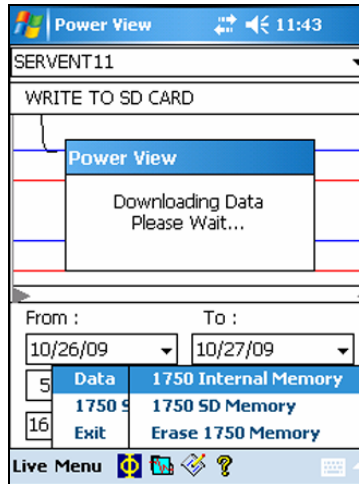 Power View 11:43
SERVENT11
WRITE TO SD CARD
Power View
Downloading Data
Please Wait...
From : To :
10/26/09 10/27/09
5 Data 1750 Internal Memory
1750 S 1750 SD Memory
16 Exit Erase 1750 Memory
Live Menu